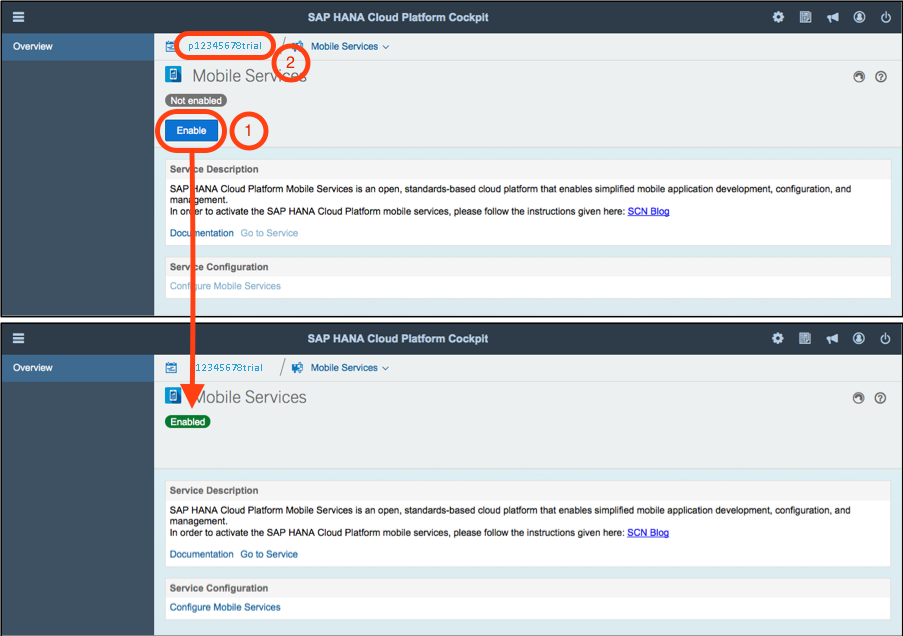 SAP HANA Cloud Platform Cockpit
Overview
p12345678trial / Mobile Services
2
Mobile Services
Not enabled
Enable
1
Service Description
SAP HANA Cloud Platform Mobile Services is an open, standards-based cloud platform that enables simplified mobile application development, configuration, and
management.
In order to activate the SAP HANA Cloud Platform mobile services, please follow the instructions given here: SCN Blog
Documentation Go to Service
Service Configuration
Configure Mobile Services
SAP HANA Cloud Platform Cockpit
Overview
12345678trial / Mobile Services
Mobile Services
Enabled
Service Description
SAP HANA Cloud Platform Mobile Services is an open, standards-based cloud platform that enables simplified mobile application development, configuration, and
management.
In order to activate the SAP HANA Cloud Platform mobile services, please follow the instructions given here: SCN Blog
Documentation Go to Service
Service Configuration
Configure Mobile Services